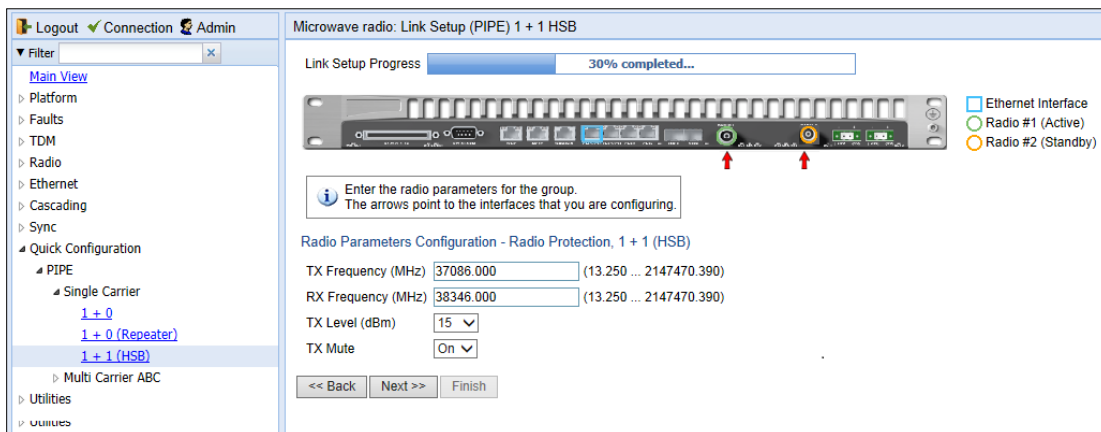 Logout Connection Admin
Filter
Main View
Platform
Faults
TDM
Radio
Ethernet
Cascading
Sync
Quick Configuration
PIPE
Single Carrier
1 + 0
1 + 0 (Repeater)
1 + 1 (HSB)
Multi Carrier ABC
Utilities
Utilities
Microwave radio: Link Setup (PIPE) 1 + 1 HSB
Link Setup Progress 30% completed...
Ethernet Interface
Radio #1 (Active)
Radio #2 (Standby)
Enter the radio parameters for the group.
The arrows point to the interfaces that you are configuring.
Radio Parameters Configuration - Radio Protection, 1 + 1 (HSB)
TX Frequency (MHz) 37086.000 (13.250 ... 2147470.390)
RX Frequency (MHz) 38346.000 (13.250 ... 2147470.390)
TX Level (dBm) 15
TX Mute On
<< Back Next >> Finish